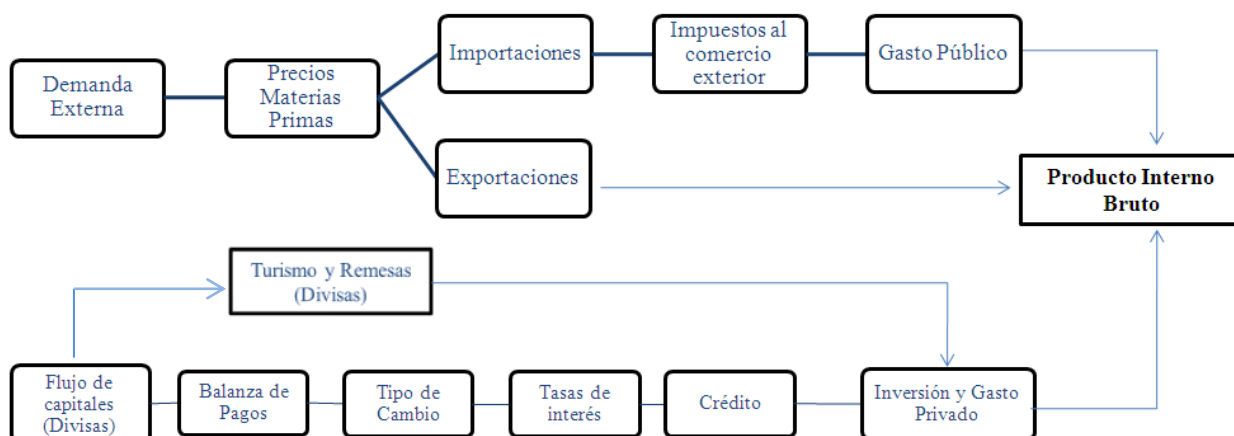 Demanda
Externa
Precios
Materias
Primas
Importaciones
Impuestos al
comercio
exterior
Gasto Público
Exportaciones
Producto Interno
Bruto
Turismo y Remesas
(Divisas)
Flujo de
capitales
(Divisas)
Balanza de
Pagos
Tipo de
Cambio
Tasas de
interés
Crédito
Inversión y Gasto
Privado